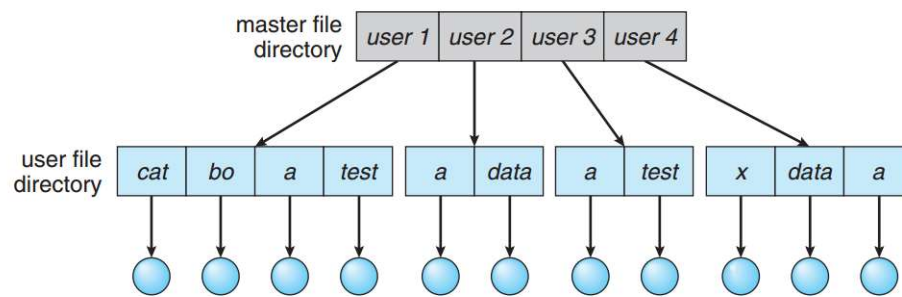 master file
directory
user 1 user 2 user 3 user 4
user file
directory
cat bo a test a data a test x data a